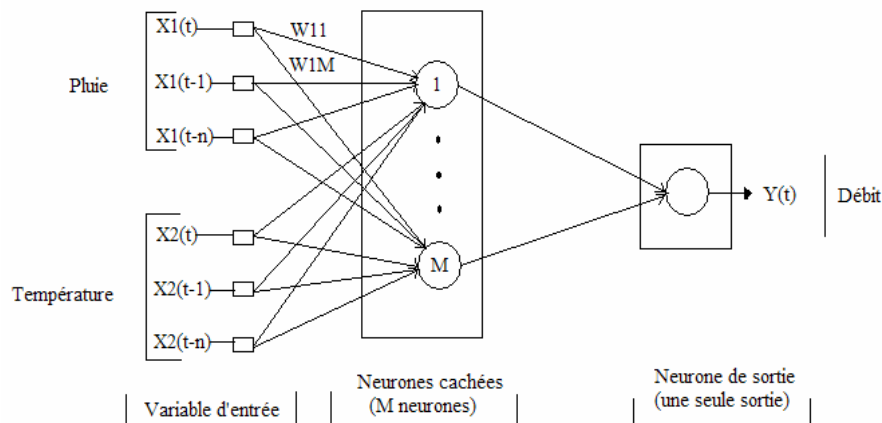 X1(t)
W11
Pluie
X1(t-1)
W1M
1
X1(t-n)
Température
X2(t)
X2(t-1)
X2(t-n)
M
Y(t)
Débit
Variable d'entrée
Neurones cachées
(M neurones)
Neurone de sortie
(une seule sortie)